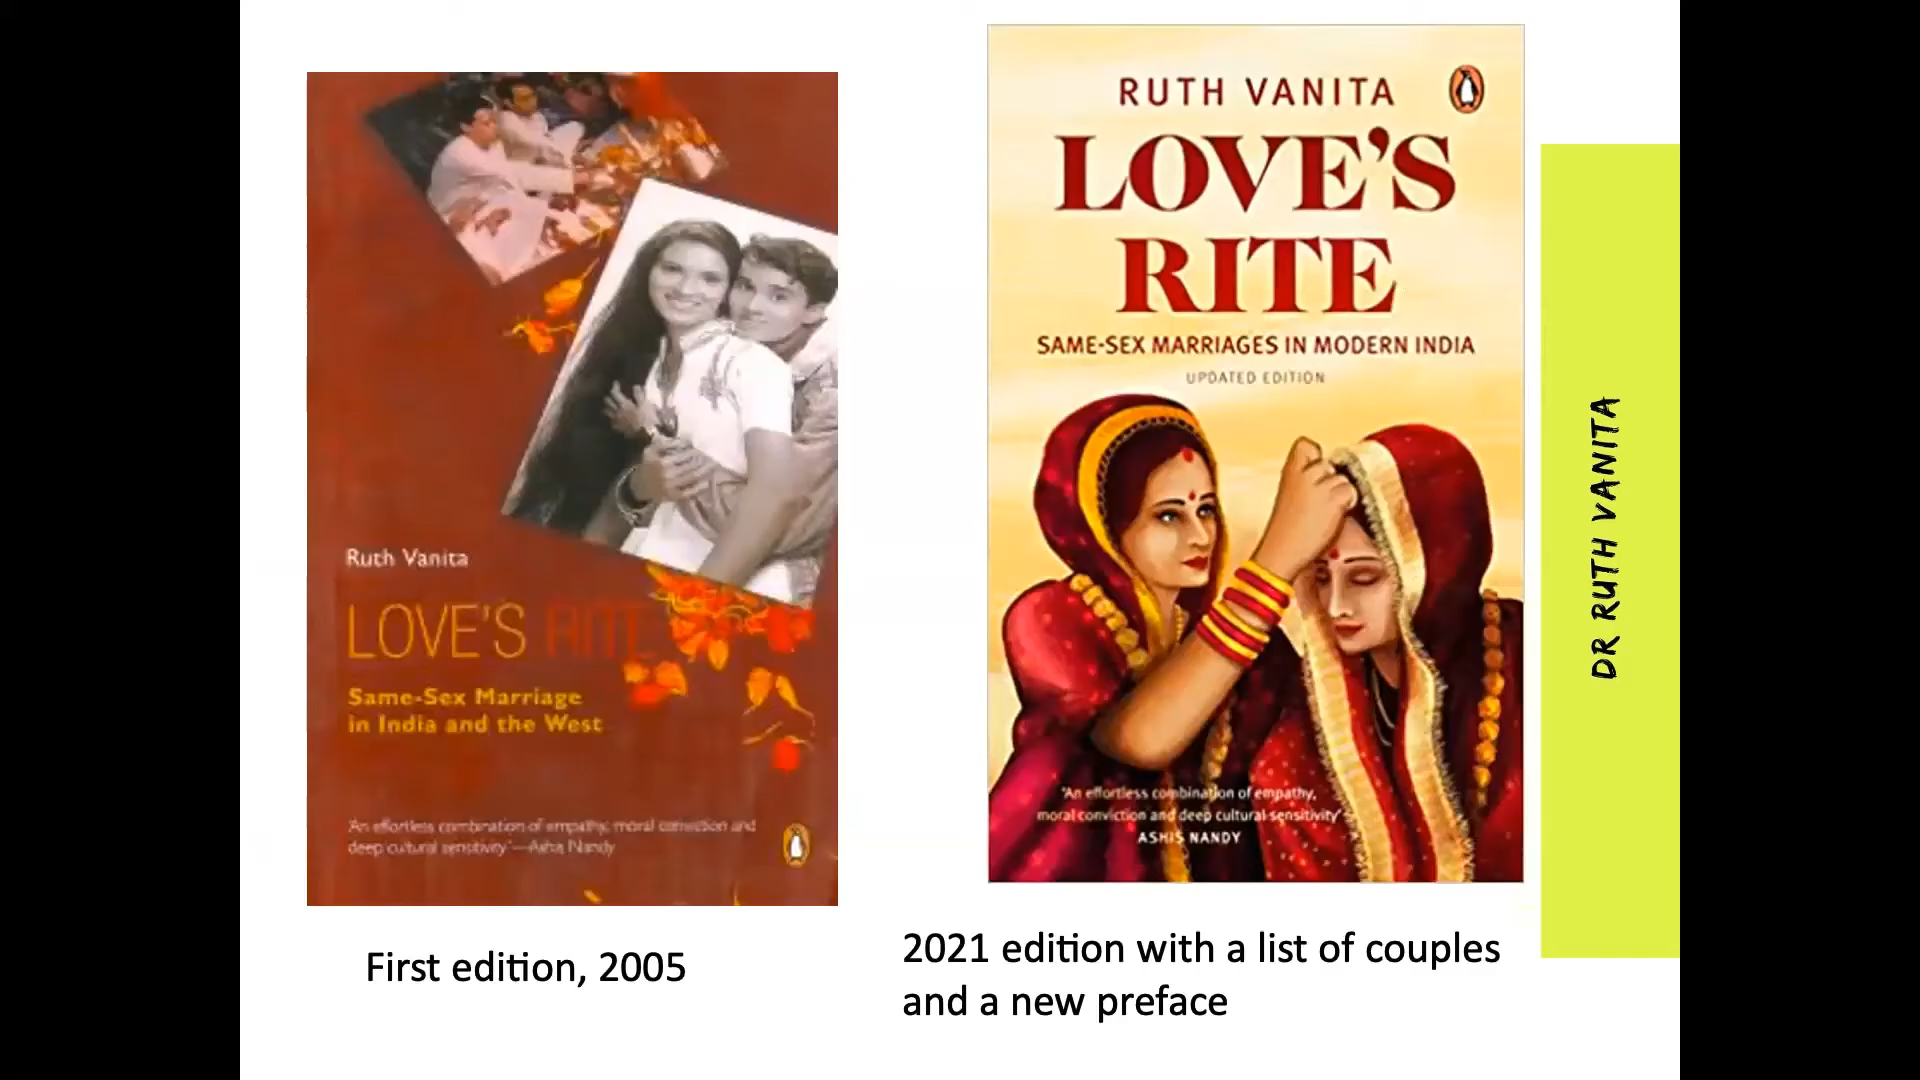 Ruth Vanita
LOVE'S RITE
Same-Sex Marriage
in India and the West
'An effortless combination of empathy, moral conviction and
deep cultural sensitivity'—Ashis Nandy
First edition, 2005
RUTH VANITA
LOVE'S
RITE
SAME-SEX MARRIAGES IN MODERN INDIA
UPDATED EDITION
'An effortless combination of empathy,
moral conviction and deep cultural sensitivity'
ASHIS NANDY
2021 edition with a list of couples
and a new preface
DR RUTH VANITA